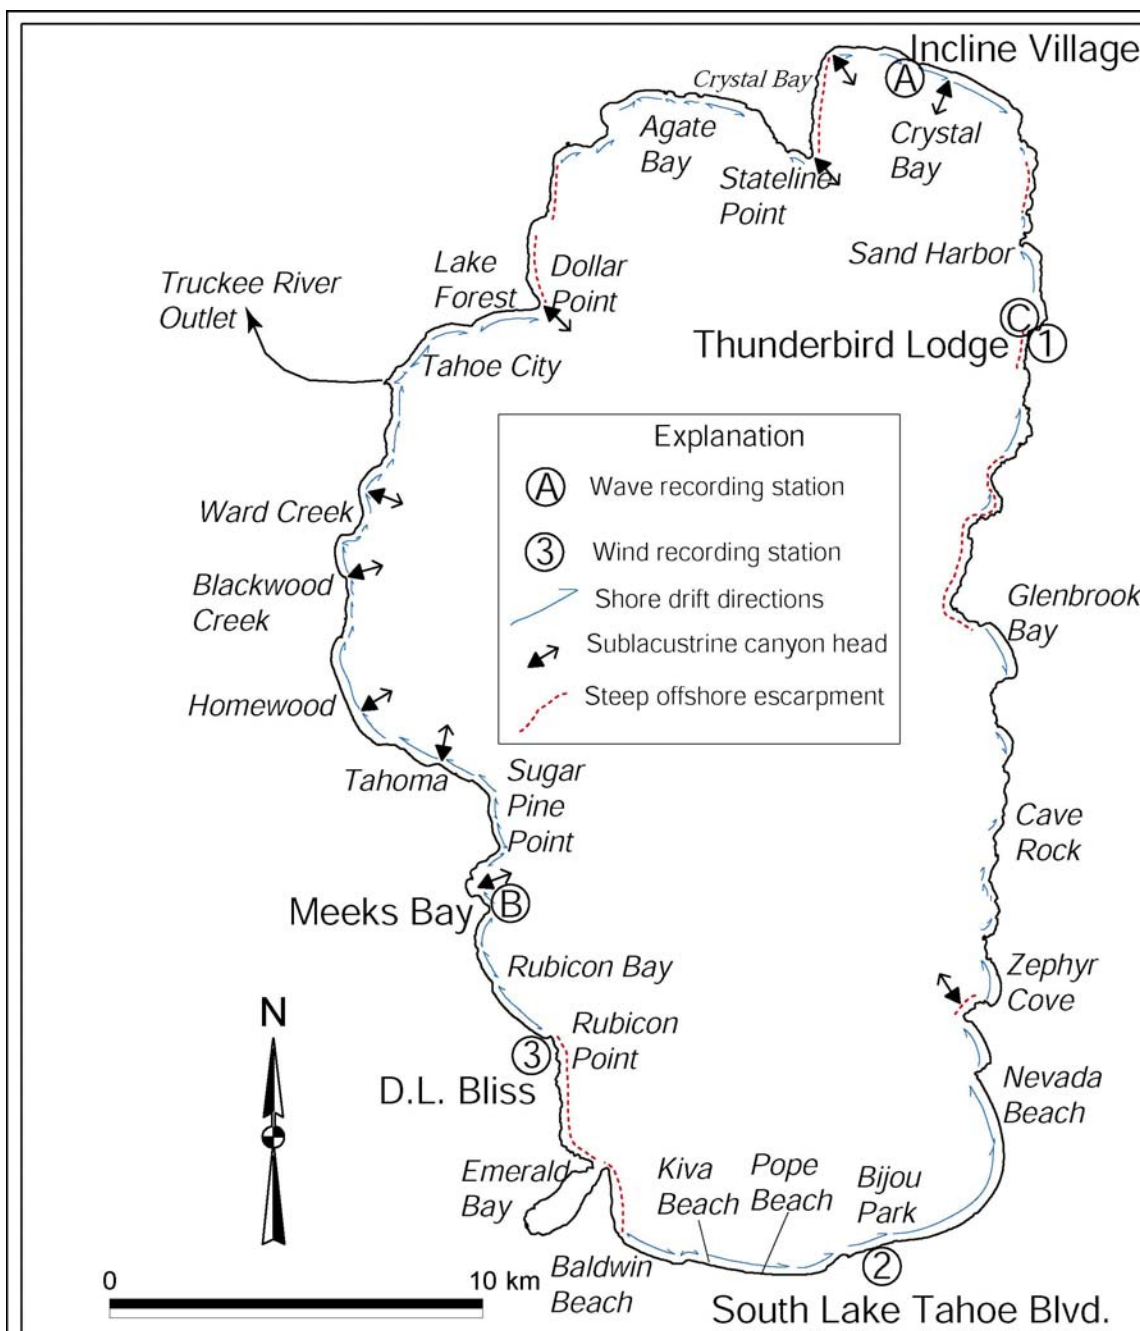 Incline Village
Crystal Bay
A
Agate
Bay
Crystal
Bay
Stateline
Point
Sand Harbor
Lake
Forest
Dollar
Point
Truckee River
Outlet
C
Thunderbird Lodge
1
Tahoe City
Explanation
A Wave recording station
3 Wind recording station
Shore drift directions
Sublacustrine canyon head
Steep offshore escarpment
Ward Creek
Blackwood
Creek
Glenbrook
Bay
Homewood
Tahoma
Sugar
Pine
Point
Cave
Rock
Meeks Bay
B
Rubicon Bay
Zephyr
Cove
N
Rubicon
Point
3
D.L. Bliss
Nevada
Beach
Emerald
Bay
Kiva
Beach
Pope
Beach
Bijou
Park
2
Baldwin
Beach
0 10 km
South Lake Tahoe Blvd.